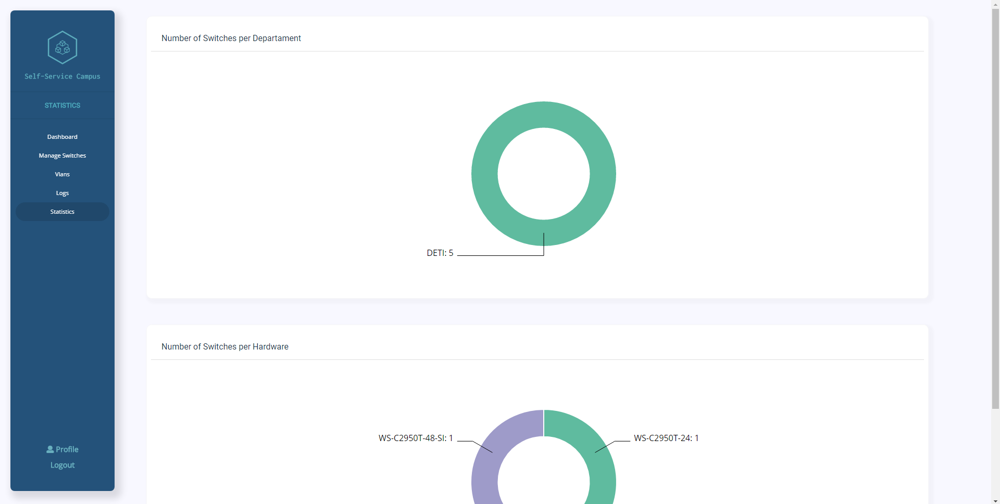 Self-Service Campus
STATISTICS
Dashboard
Manage Switches
Vlans
Logs
Statistics
Profile
Logout
Number of Switches per Departament
DETI: 5
Number of Switches per Hardware
WS-C2950T-48-SI: 1
WS-C2950T-24: 1